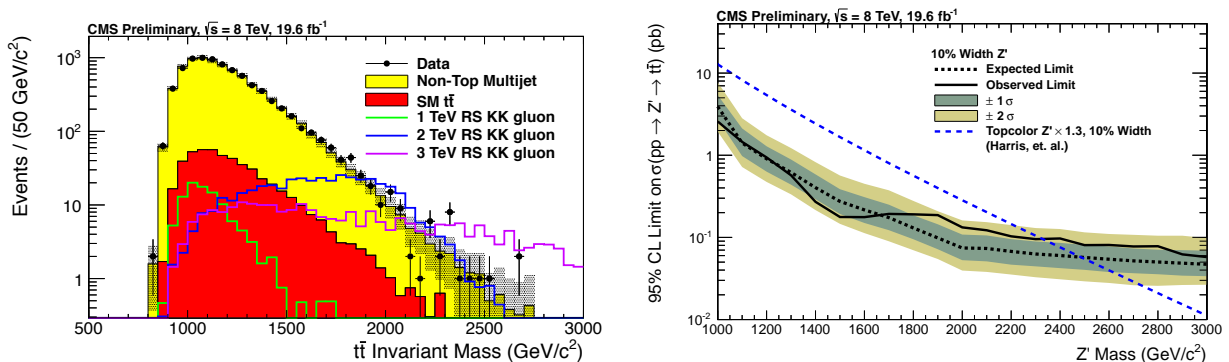 CMS Preliminary, √s = 8 TeV, 19.6 fb⁻¹
Events / (50 GeV/c²)
10³
10²
10
1
Data
Non-Top Multijet
SM tt̄
1 TeV RS KK gluon
2 TeV RS KK gluon
3 TeV RS KK gluon
500 1000 1500 2000 2500 3000
tt̄ Invariant Mass (GeV/c²)
CMS Preliminary, √s = 8 TeV, 19.6 fb⁻¹
95% CL Limit on σ(pp → Z' → tt̄) (pb)
10
1
10⁻¹
10⁻²
10% Width Z'
Expected Limit
Observed Limit
± 1 σ
± 2 σ
Topcolor Z' × 1.3, 10% Width
(Harris, et. al.)
1000 1200 1400 1600 1800 2000 2200 2400 2600 2800 3000
Z' Mass (GeV/c²)